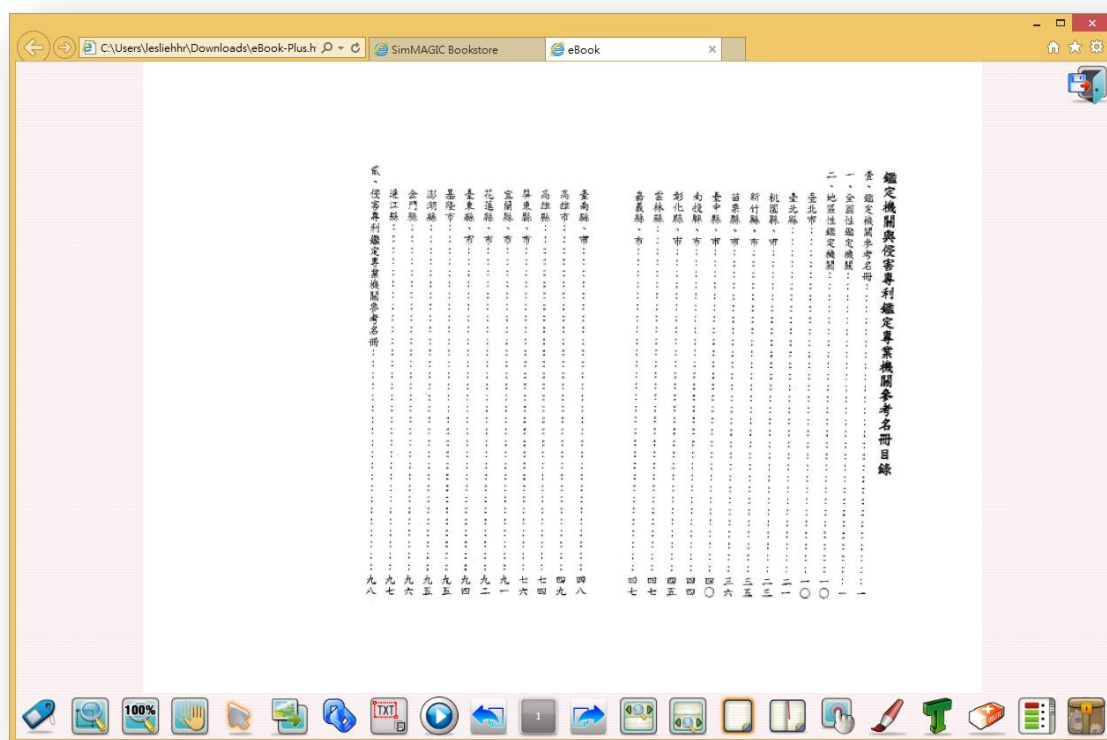 C:\Users\lesliehhr\Downloads\eBook-Plus.h
SimMAGIC Bookstore
eBook
鑑定機關與侵害專利鑑定專業機關參考名冊目錄
壹、鑑定機關參考名冊⋯⋯一
一、全國性鑑定機關⋯⋯一
二、地區性鑑定機關⋯⋯一〇
臺北市⋯⋯一〇
臺北縣⋯⋯二一
桃園縣、市⋯⋯二三
新竹縣、市⋯⋯三五
苗栗縣、市⋯⋯三六
臺中縣、市⋯⋯四〇
南投縣、市⋯⋯四四
彰化縣、市⋯⋯四五
雲林縣⋯⋯四七
嘉義縣、市⋯⋯四七
臺南縣、市⋯⋯四八
高雄市⋯⋯四九
高雄縣⋯⋯七四
屏東縣、市⋯⋯七六
宜蘭縣、市⋯⋯九一
花蓮縣、市⋯⋯九二
臺東縣、市⋯⋯九四
基隆市⋯⋯九五
澎湖縣⋯⋯九五
金門縣⋯⋯九六
連江縣⋯⋯九七
貳、侵害專利鑑定專業機關參考名冊⋯⋯九八
100%
TXT
1